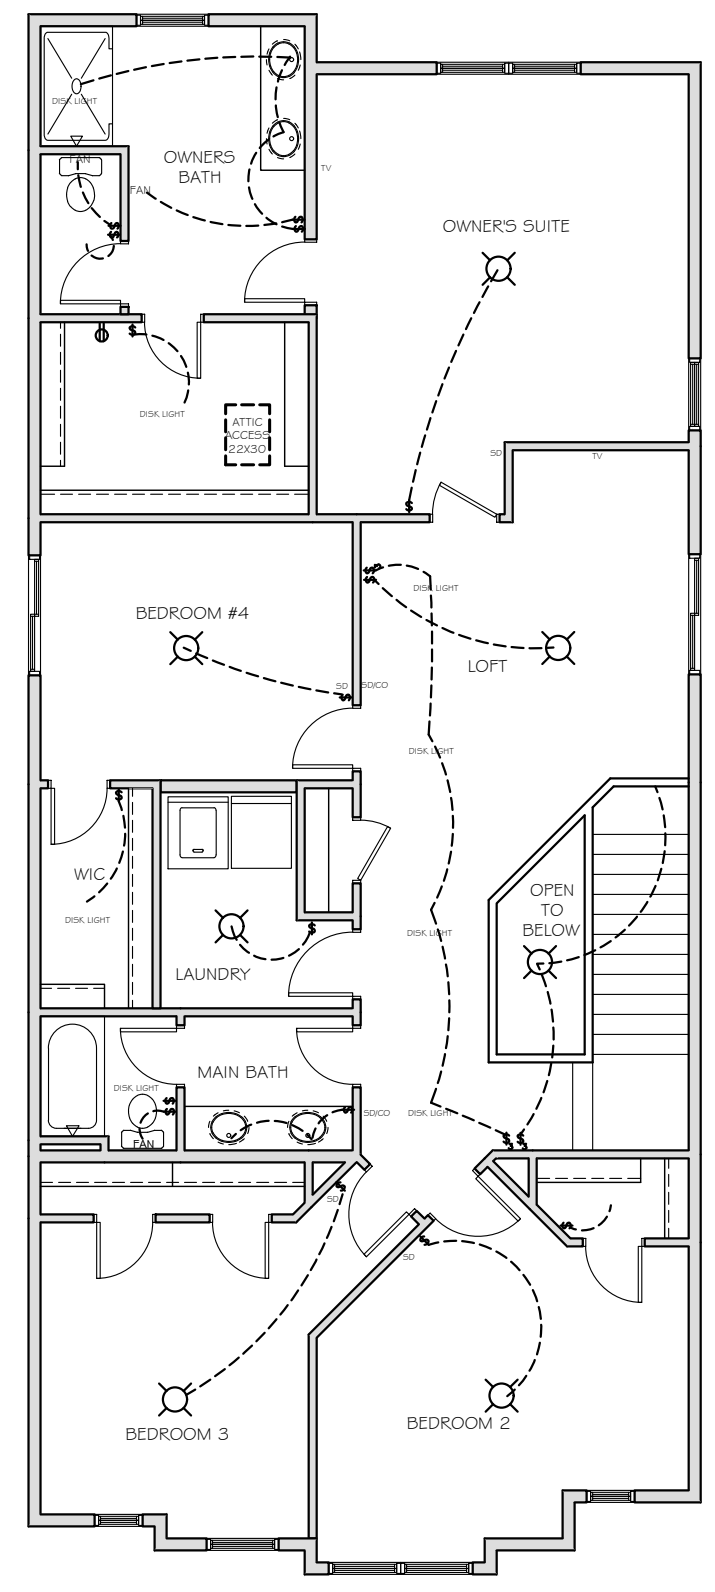 DISK LIGHT
FAN
OWNERS
BATH
FAN
TV
OWNER'S SUITE
DISK LIGHT
ATTIC
ACCESS
22X30
SD
TV
DISK LIGHT
BEDROOM #4
LOFT
SD
SD/CO
DISK LIGHT
WIC
OPEN
TO
BELOW
DISK LIGHT
DISK LIGHT
LAUNDRY
MAIN BATH
DISK LIGHT
SD/CO
DISK LIGHT
FAN
SD
SD
BEDROOM 2
BEDROOM 3